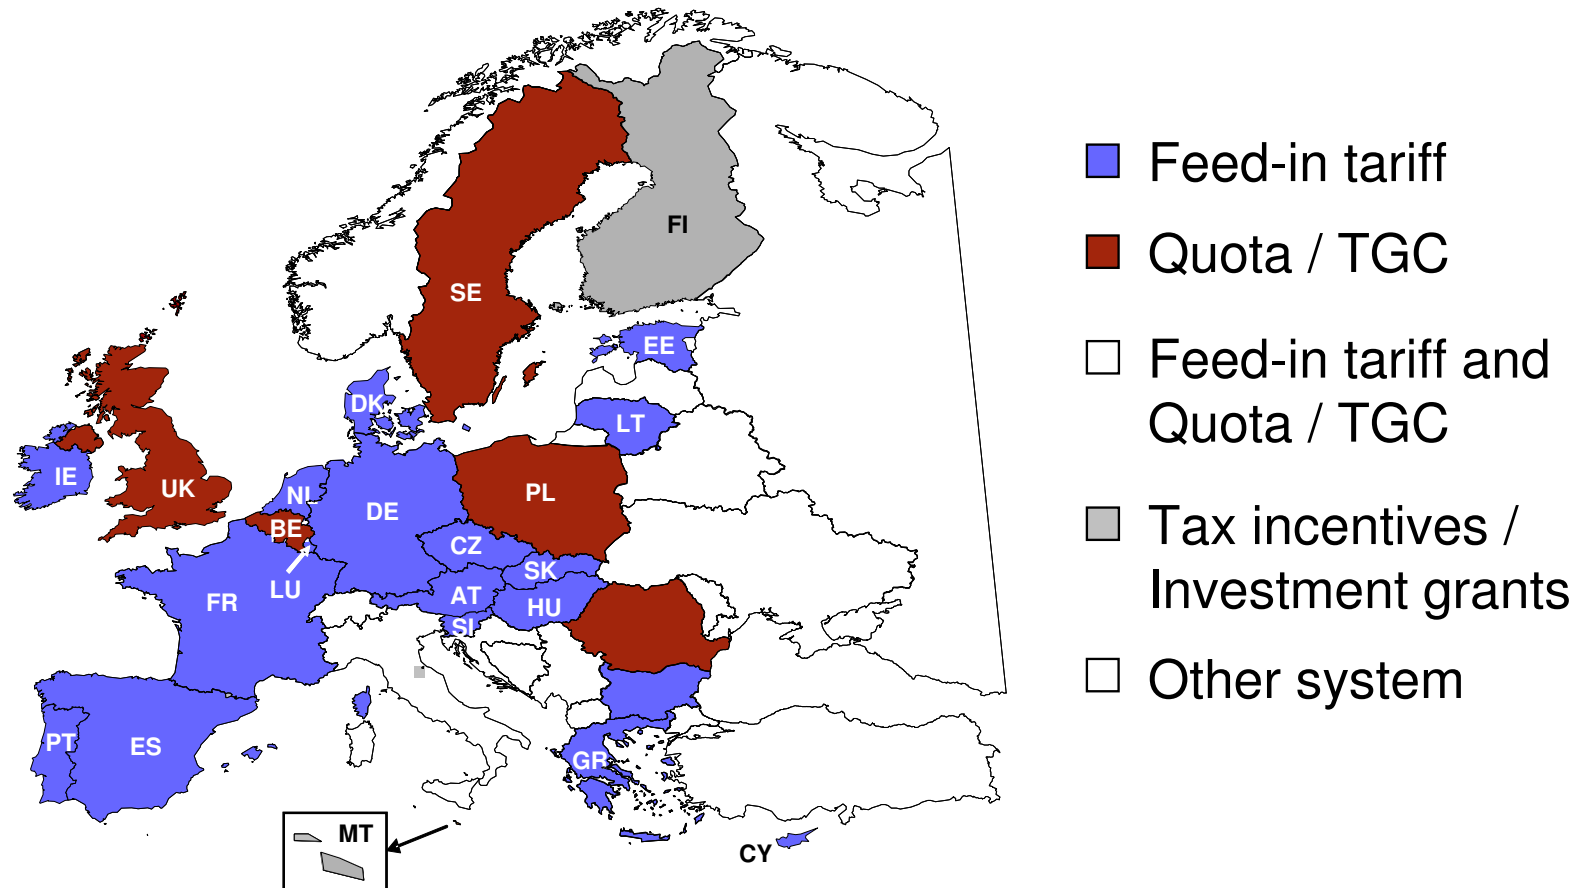 FI
SE
EE
DK
LT
IE
UK
NL
PL
BE
DE
CZ
LU
SK
FR
AT
HU
SI
PT
ES
GR
MT
CY
Feed-in tariff
Quota / TGC
Feed-in tariff and
Quota / TGC
Tax incentives /
Investment grants
Other system